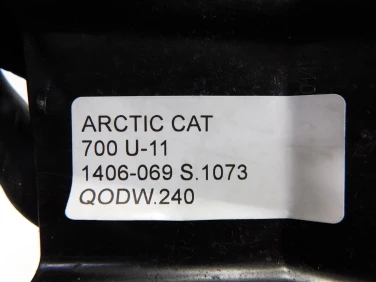 ARCTIC CAT
700 U-11
1406-069 S.1073
QODW.240